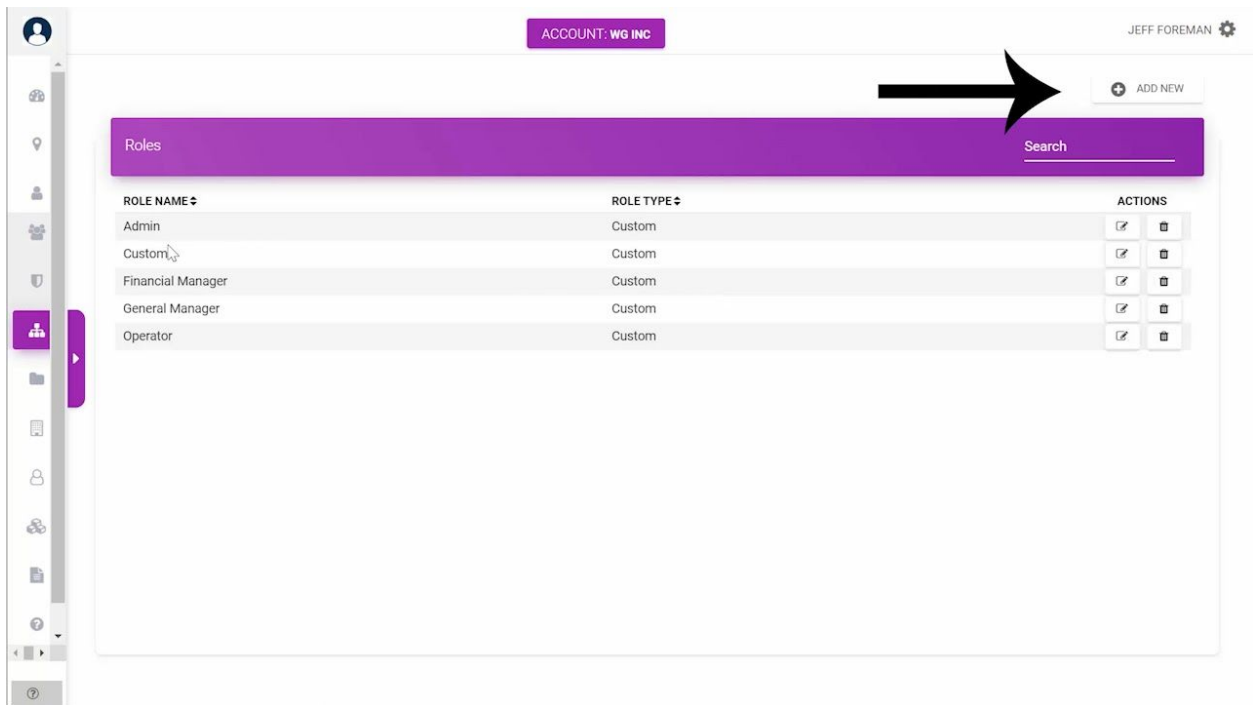 ACCOUNT: WG INC
JEFF FOREMAN
ADD NEW
Roles
Search
ROLE NAME ROLE TYPE ACTIONS
Admin Custom
Custom Custom
Financial Manager Custom
General Manager Custom
Operator Custom